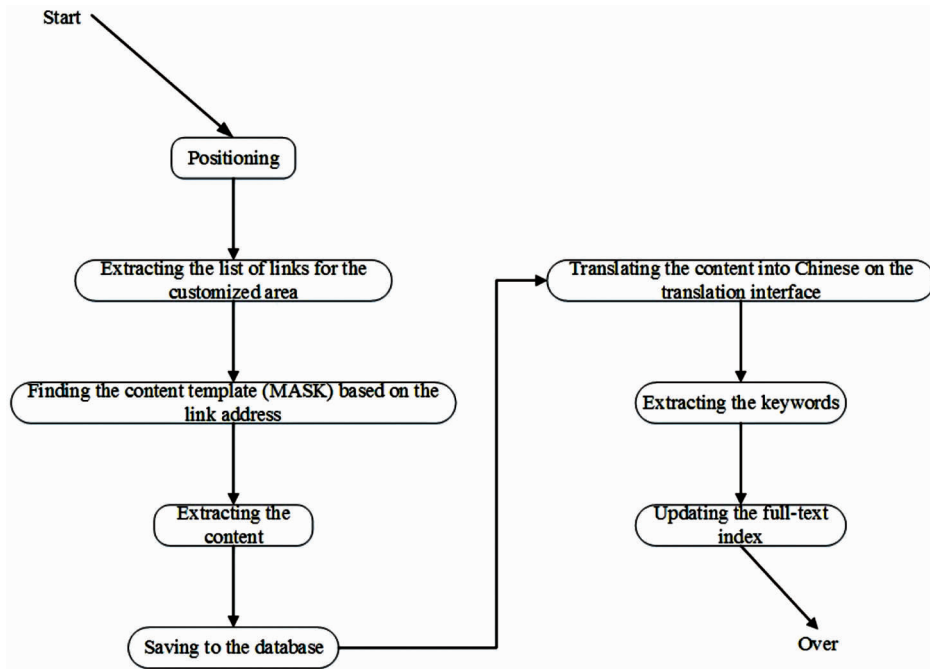 Start
Positioning
Extracting the list of links for the
customized area
Finding the content template (MASK) based on the
link address
Extracting the
content
Saving to the database
Translating the content into Chinese on the
translation interface
Extracting the keywords
Updating the full-text
index
Over